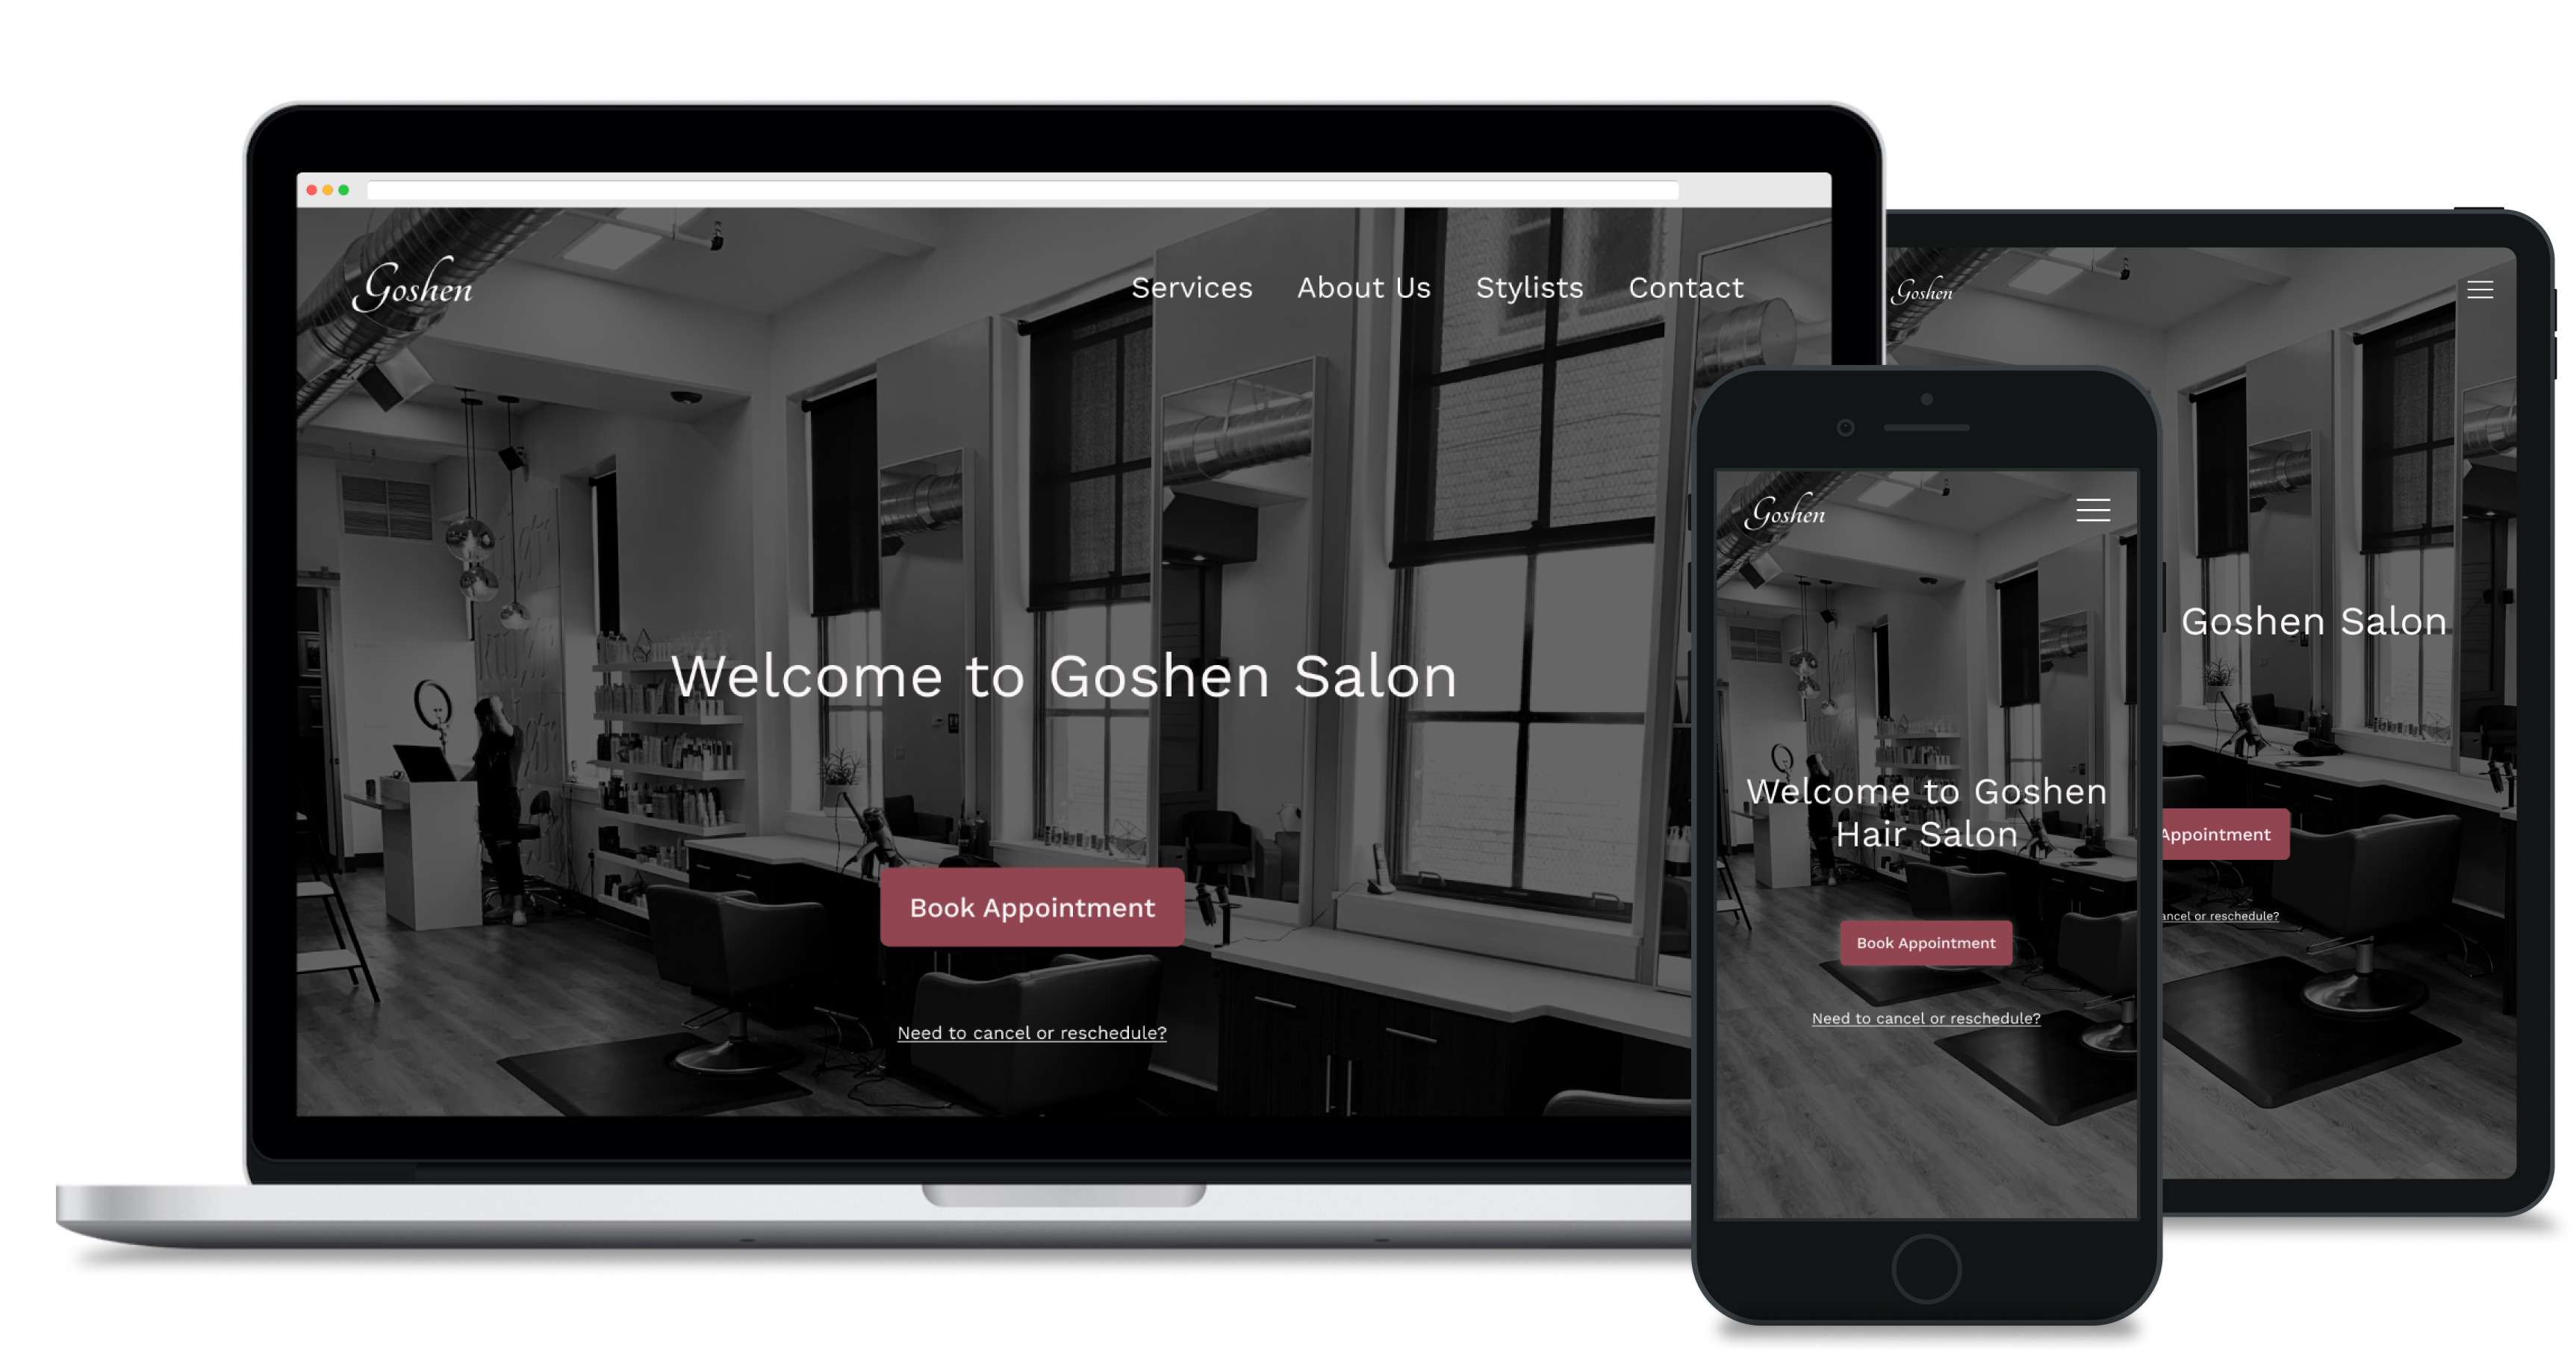 Goshen
Services About Us Stylists Contact
Welcome to Goshen Salon
Book Appointment
Need to cancel or reschedule?
Goshen
Goshen Salon
Appointment
or reschedule?
Goshen
Welcome to Goshen
Hair Salon
Book Appointment
Need to cancel or reschedule?